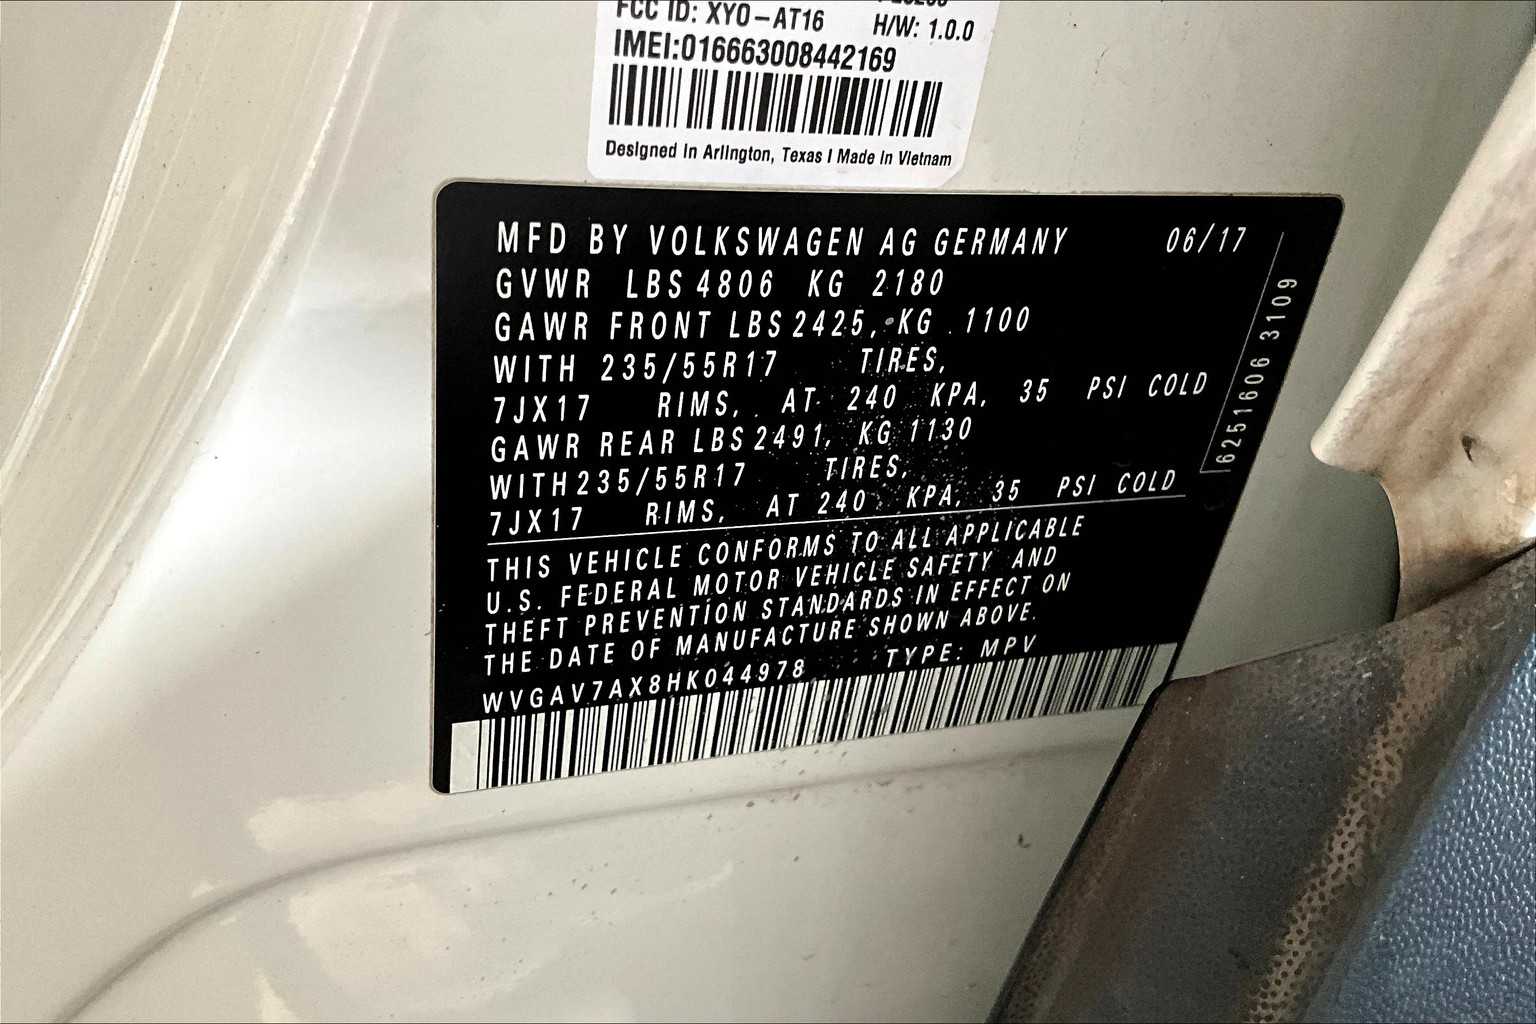 FCC ID: XYO-AT16 H/W: 1.0.0
IMEI:016663008442169
Designed in Arlington, Texas | Made in Vietnam
MFD BY VOLKSWAGEN AG GERMANY 06/17
GVWR LBS 4806 KG 2180
GAWR FRONT LBS 2425, KG 1100
WITH 235/55R17 TIRES,
7JX17 RIMS, AT 240 KPA, 35 PSI COLD
GAWR REAR LBS 2491, KG 1130
WITH 235/55R17 TIRES,
7JX17 RIMS, AT 240 KPA, 35 PSI COLD
THIS VEHICLE CONFORMS TO ALL APPLICABLE
U.S. FEDERAL MOTOR VEHICLE SAFETY AND
THEFT PREVENTION STANDARDS IN EFFECT ON
THE DATE OF MANUFACTURE SHOWN ABOVE.
WVGAV7AX8HK044978 TYPE: MPV
6251606 3109